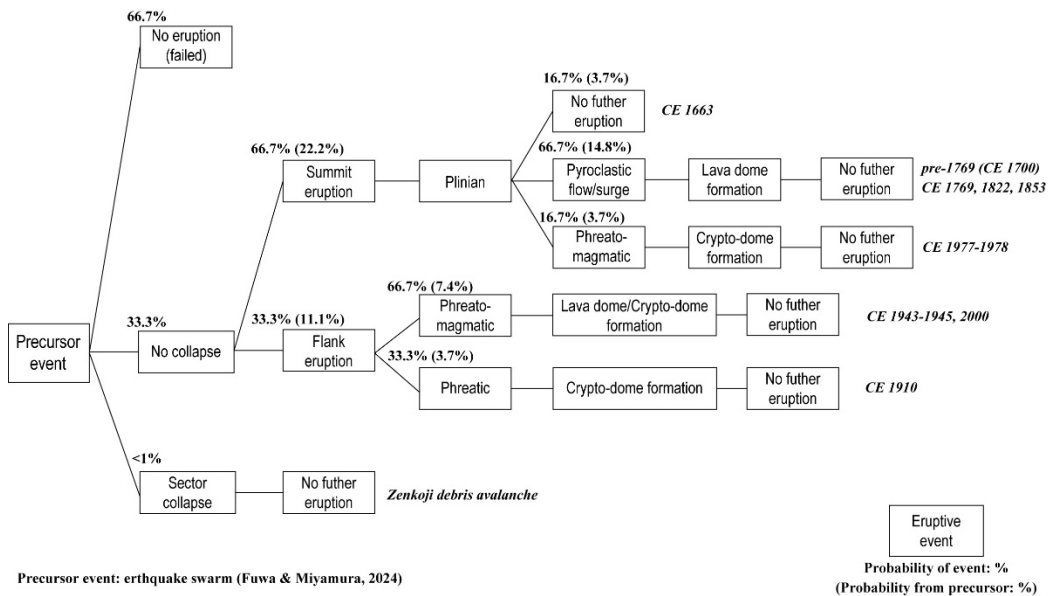 66.7%
No eruption
(failed)
16.7% (3.7%)
No futher
eruption
CE 1663
66.7% (22.2%)
Summit
eruption
Plinian
66.7% (14.8%)
Pyroclastic
flow/surge
Lava dome
formation
No futher
eruption
pre-1769 (CE 1700)
CE 1769, 1822, 1853
16.7% (3.7%)
Phreato-
magmatic
Crypto-dome
formation
No futher
eruption
CE 1977-1978
Precursor
event
33.3%
No collapse
33.3% (11.1%)
Flank
eruption
66.7% (7.4%)
Phreato-
magmatic
Lava dome/Crypto-dome
formation
No futher
eruption
CE 1943-1945, 2000
33.3% (3.7%)
Phreatic
Crypto-dome formation
No futher
eruption
CE 1910
<1%
Sector
collapse
No futher
eruption
Zenkoji debris avalanche
Eruptive
event
Probability of event: %
(Probability from precursor: %)
Precursor event: erthquake swarm (Fuwa & Miyamura, 2024)